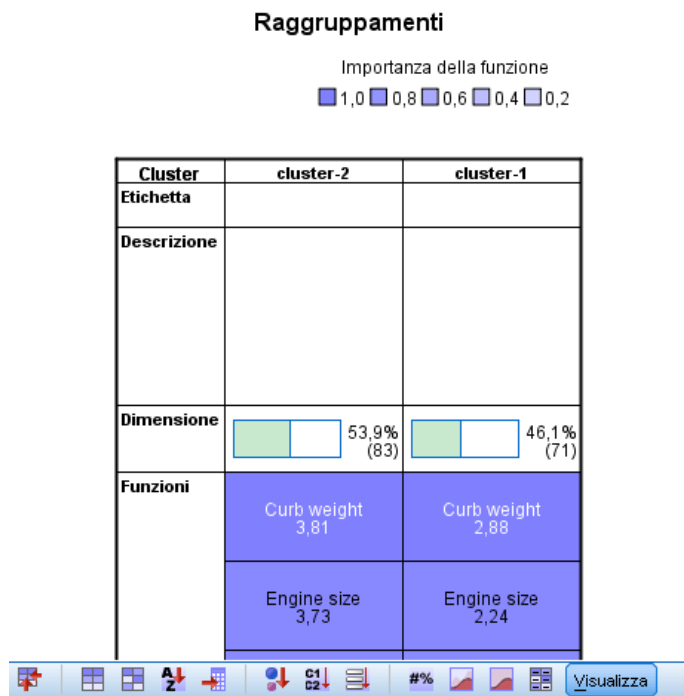 Raggruppamenti
Importanza della funzione
1,0 0,8 0,6 0,4 0,2
Cluster cluster-2 cluster-1
Etichetta
Descrizione
Dimensione 53,9% 46,1%
(83) (71)
Funzioni
Curb weight Curb weight
3,81 2,88
Engine size Engine size
3,73 2,24
A Z C1 C2 #% Visualizza